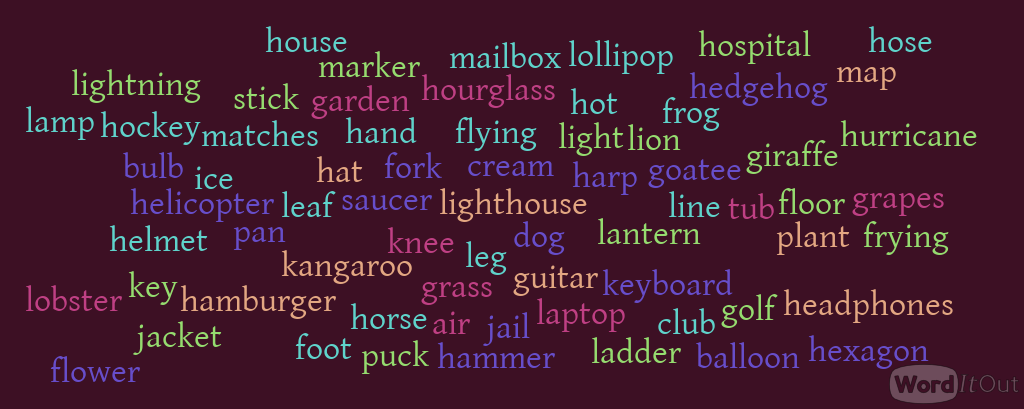 house mailbox lollipop hospital hose
lightning marker hourglass hedgehog map
stick garden hot frog
lamp hockey matches hand flying light lion hurricane
bulb ice hat fork cream harp goatee giraffe
helicopter leaf saucer lighthouse line tub floor grapes
helmet pan knee dog lantern plant frying
kangaroo leg guitar
lobster key hamburger grass keyboard headphones
jacket horse air jail laptop club golf
flower foot puck hammer ladder balloon hexagon
WordItOut